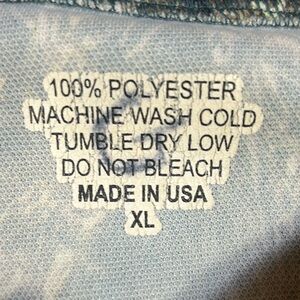 100% POLYESTER
MACHINE WASH COLD
TUMBLE DRY LOW
DO NOT BLEACH
MADE IN USA
XL